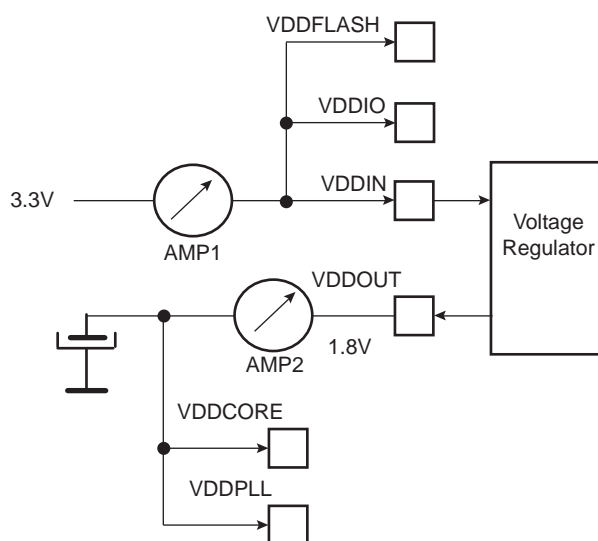 VDDFLASH
VDDIO
VDDIN
3.3V
AMP1
Voltage
Regulator
VDDOUT
1.8V
AMP2
VDDCORE
VDDPLL